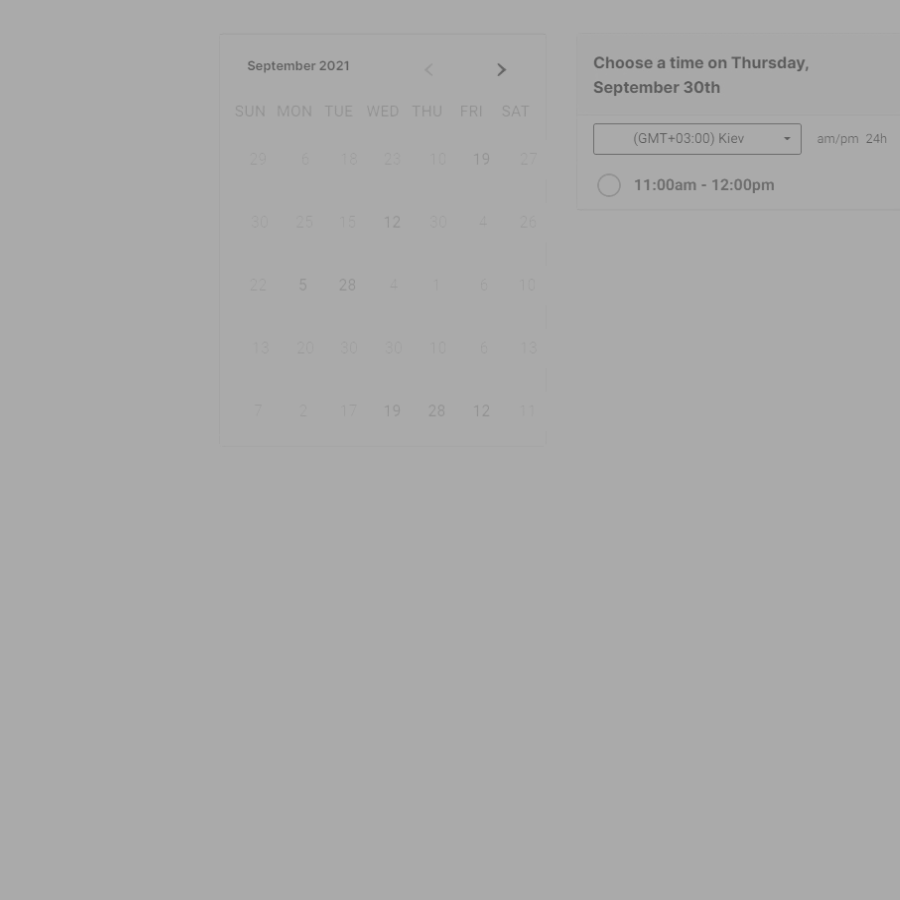 September 2021
SUN MON TUE WED THU FRI SAT
29 6 18 23 10 19 27
30 25 15 12 30 4 26
22 5 28 4 1 6 10
13 20 30 30 10 6 13
7 2 17 19 28 12 11
Choose a time on Thursday,
September 30th
(GMT+03:00) Kiev am/pm 24h
11:00am - 12:00pm